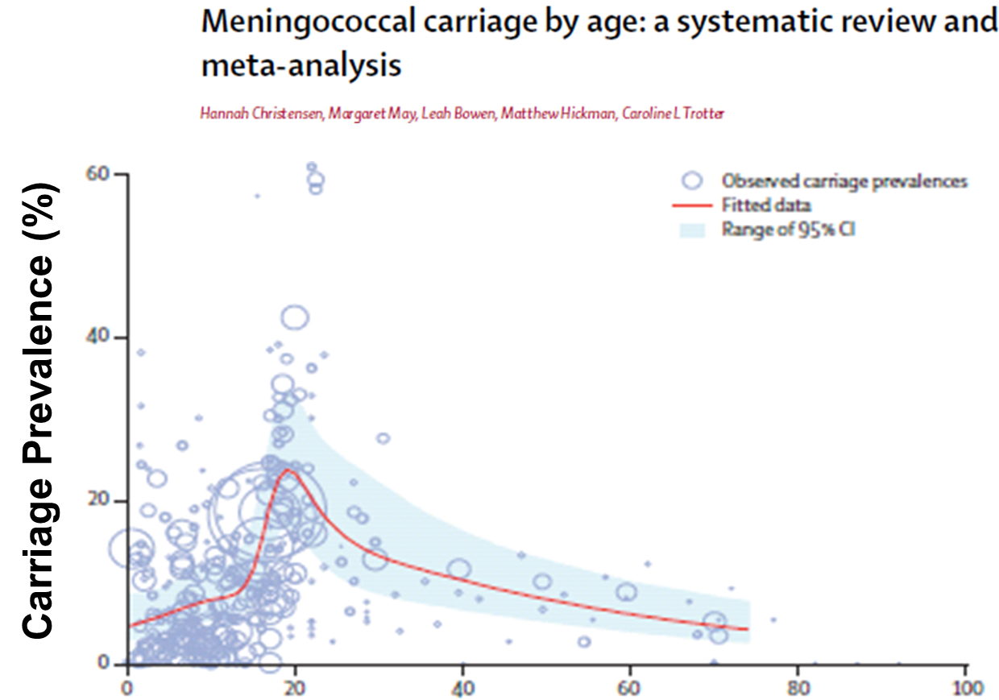 Meningococcal carriage by age: a systematic review and
meta-analysis
Hannah Christensen, Margaret May, Leah Bowen, Matthew Hickman, Caroline L Trotter
Carriage Prevalence (%)
60
40
20
0
Observed carriage prevalences
Fitted data
Range of 95% CI
0 20 40 60 80 100